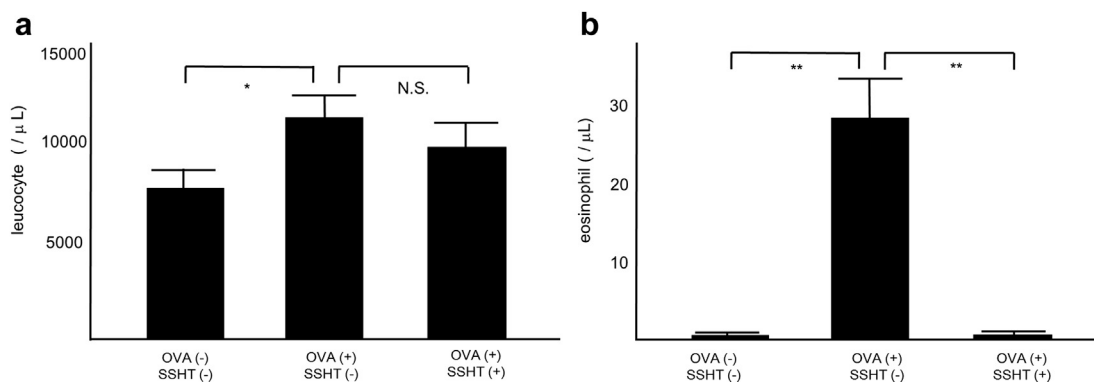 a
15000
10000
5000
leucocyte ( / μ L)
*
N.S.
OVA (-)
SSHT (-)
OVA (+)
SSHT (-)
OVA (+)
SSHT (+)
b
30
20
10
eosinophil ( / μL)
**
**
OVA (-)
SSHT (-)
OVA (+)
SSHT (-)
OVA (+)
SSHT (+)